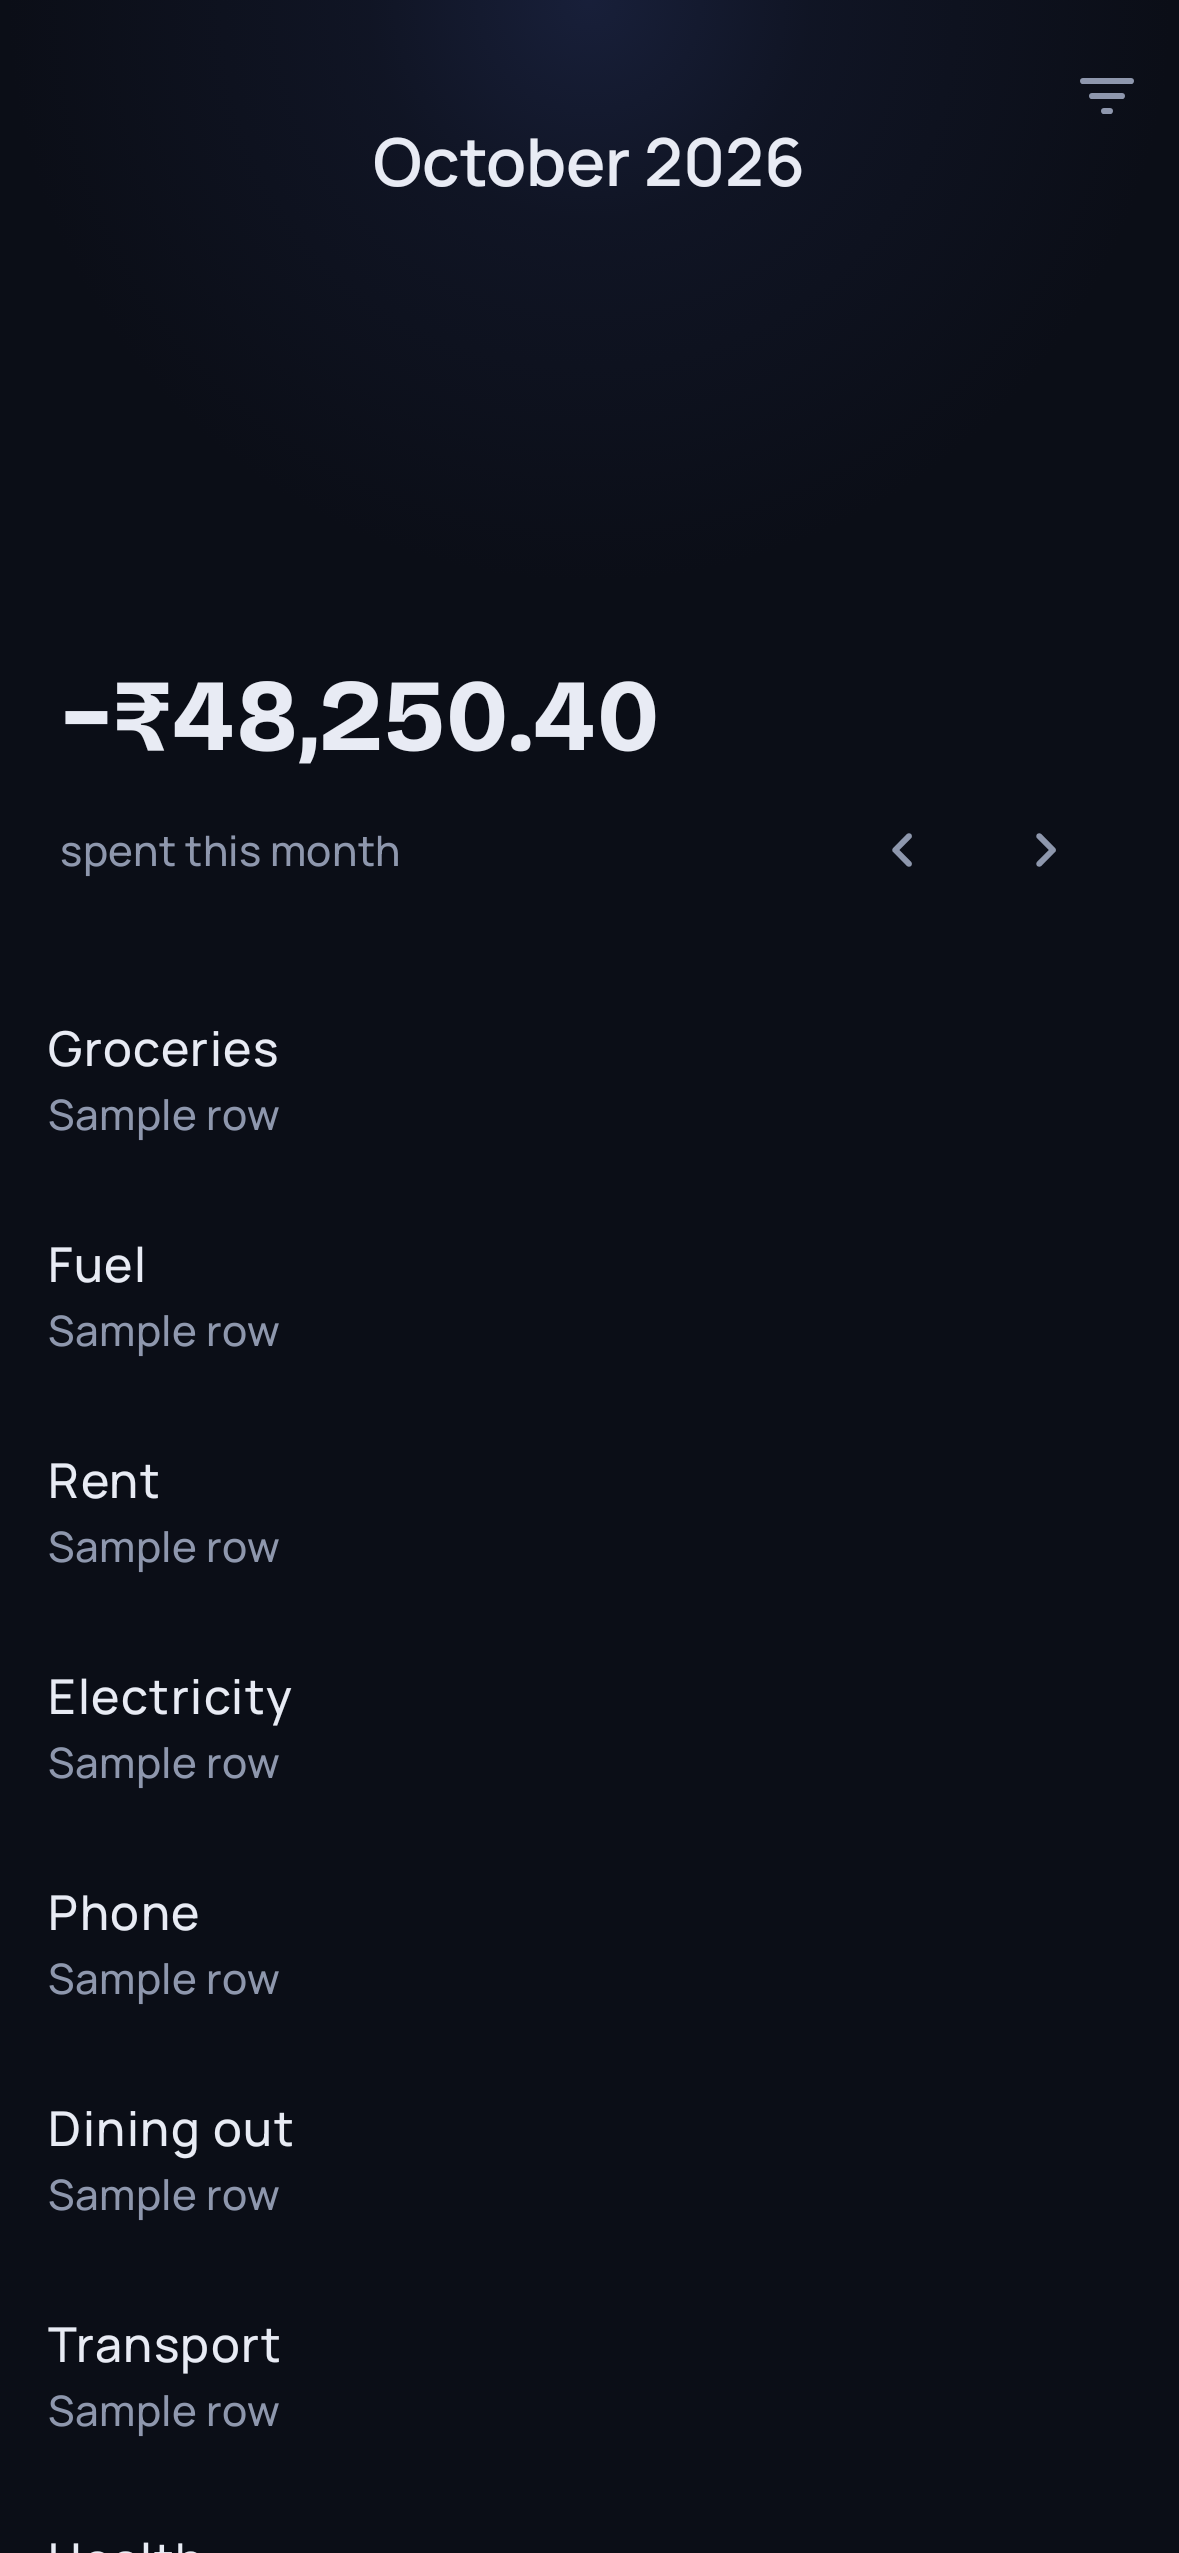 October 2026
−₹48,250.40
spent this month
Groceries
Sample row
Fuel
Sample row
Rent
Sample row
Electricity
Sample row
Phone
Sample row
Dining out
Sample row
Transport
Sample row
Health